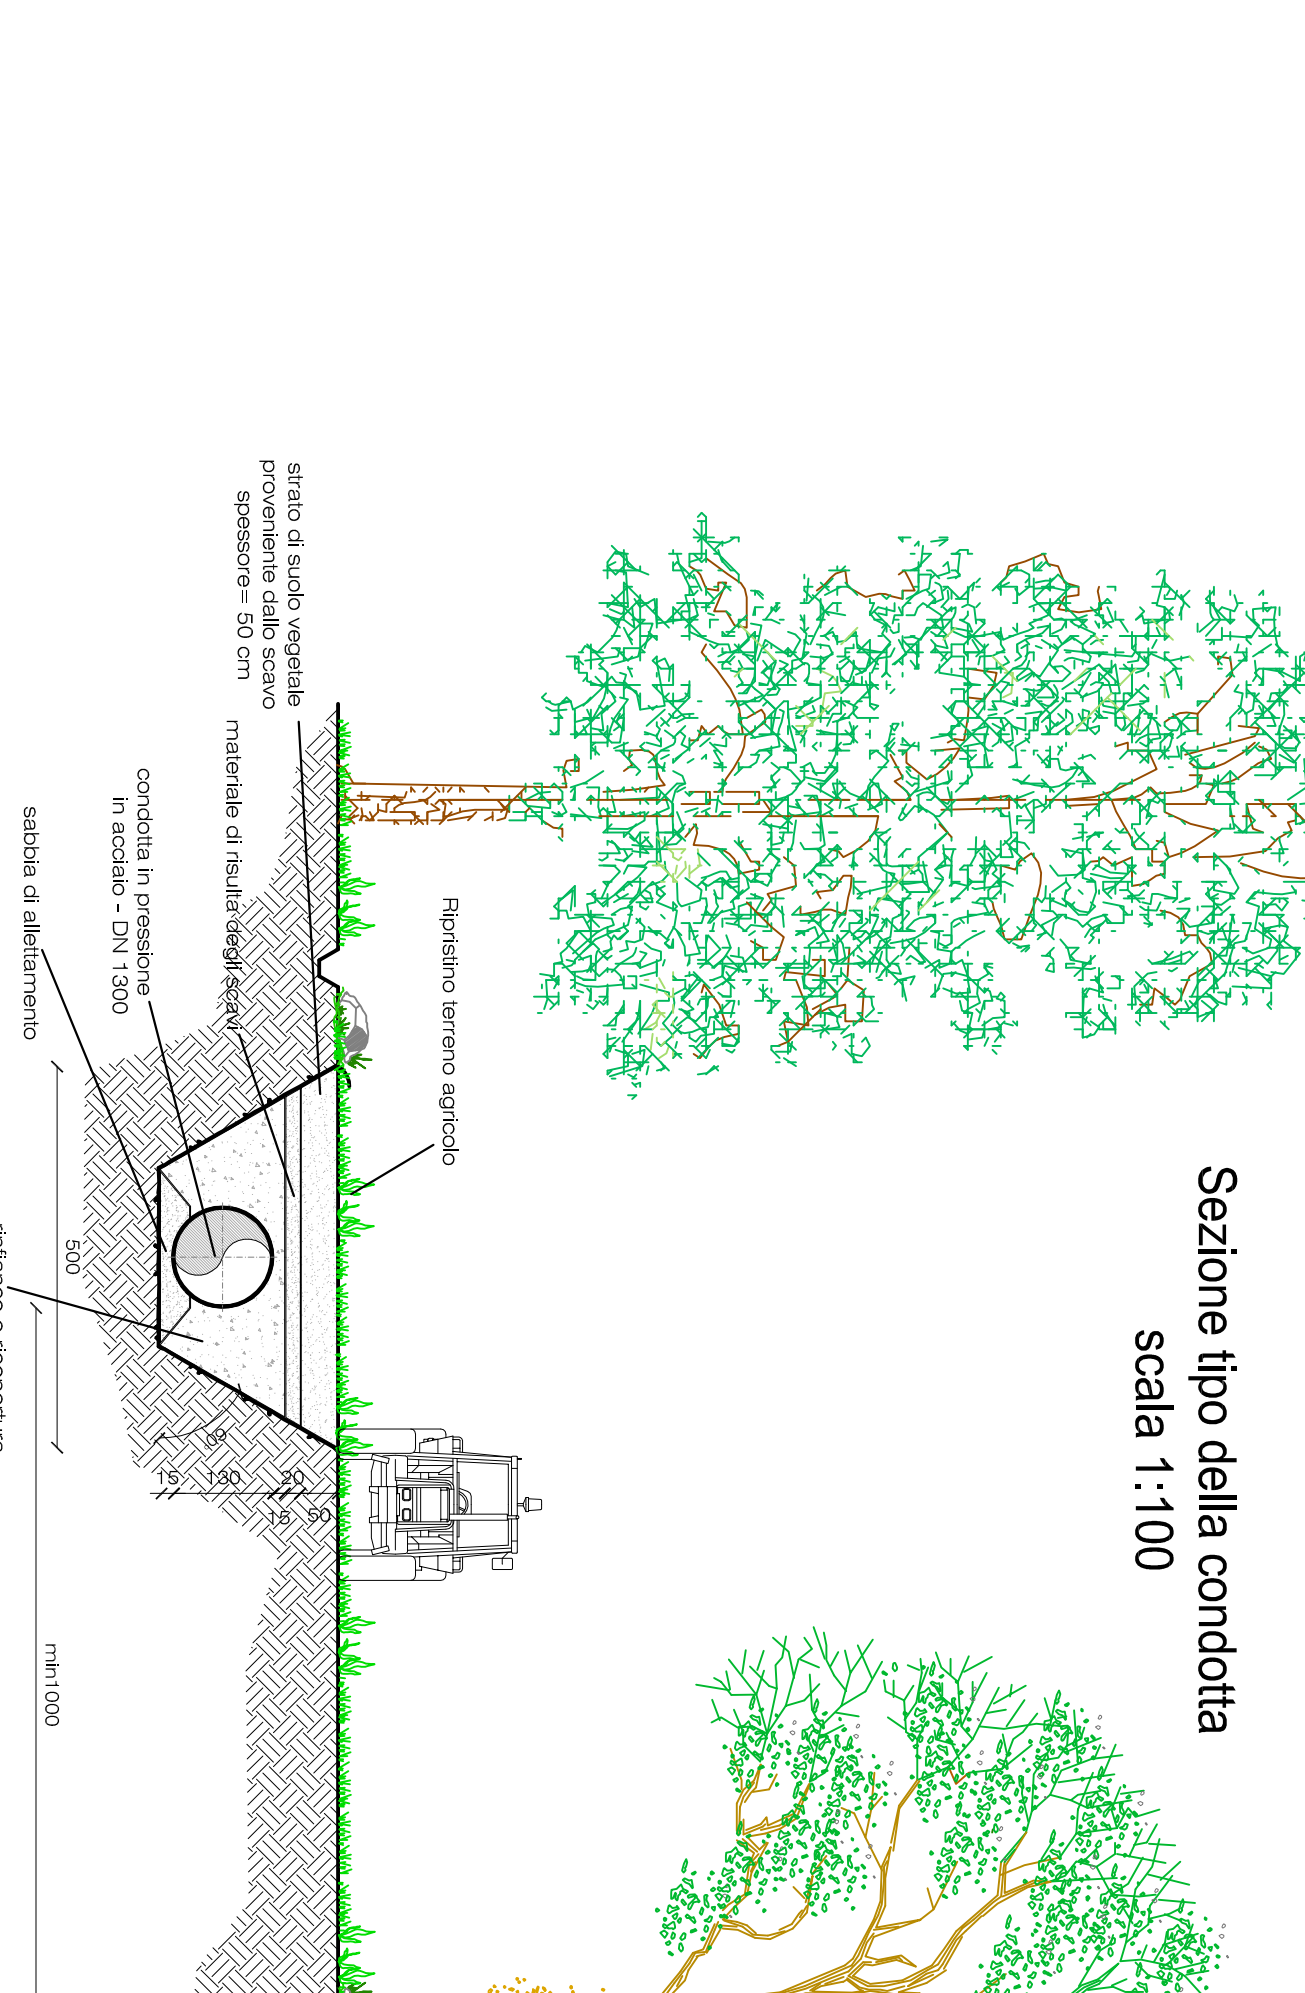 Sezione tipo della condotta
scala 1:100
Ripristino terreno agricolo
strato di suolo vegetale
proveniente dallo scavo
spessore= 50 cm
materiale di risulta degli scavi
condotta in pressione
in acciaio - DN 1300
sabbia di allettamento
60°
50
20
15
130
15
500
min1000